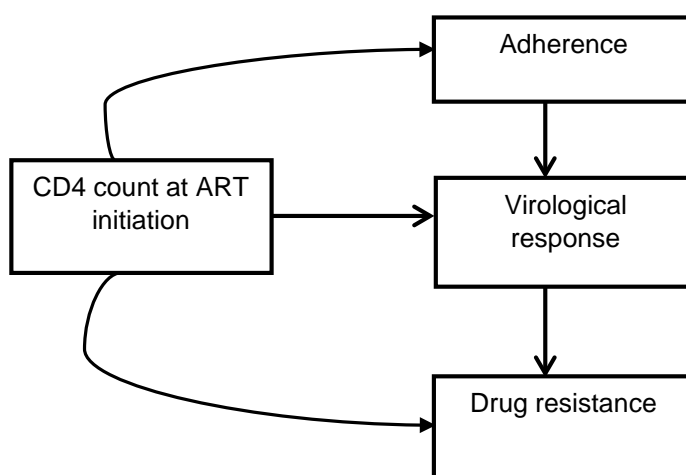 Adherence
CD4 count at ART
initiation
Virological
response
Drug resistance